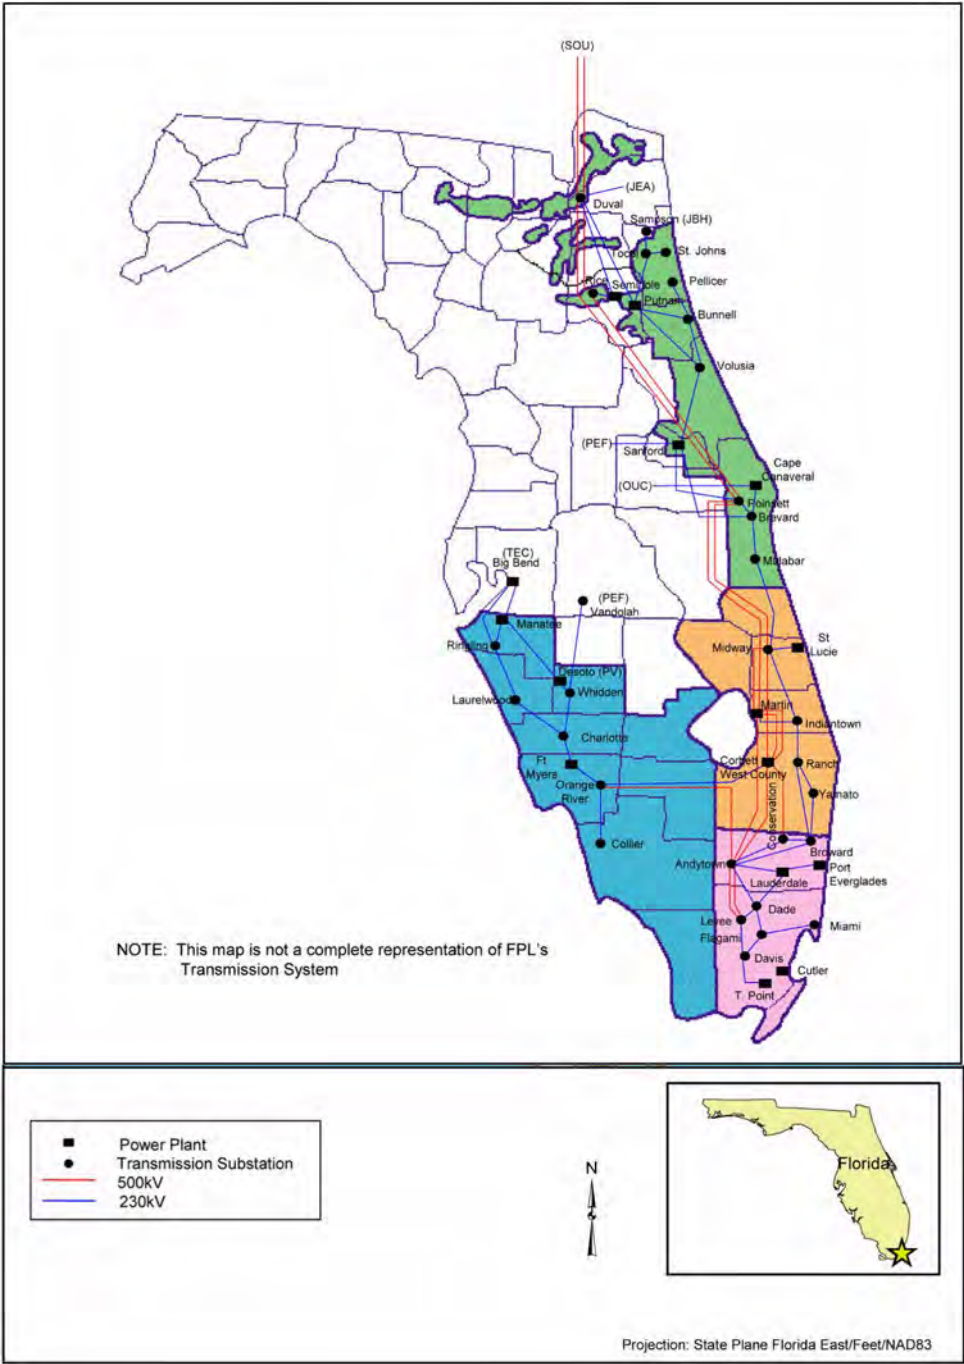 (SOU)
(JEA)
Duval
Sampson (JBH)
Tocoi
St. Johns
Rice
Seminole
Pellicer
Putnam
Bunnell
Volusia
(PEF)
Sanford
Cape
Canaveral
(OUC)
Poinsett
Brevard
Malabar
(TEC)
Big Bend
(PEF)
Vandolah
Manatee
Ringling
Midway
St
Lucie
Desoto (PV)
Whidden
Laurelwood
Martin
Indiantown
Charlotte
Ft
Myers
Corbett
West County
Ranch
Orange
River
Yamato
Conservation
Collier
Broward
Andytown
Port
Everglades
Lauderdale
Dade
Levee
Miami
Flagami
Davis
Cutler
T. Point
NOTE: This map is not a complete representation of FPL's
Transmission System
Power Plant
Transmission Substation
500kV
230kV
N
Florida
Projection: State Plane Florida East/Feet/NAD83